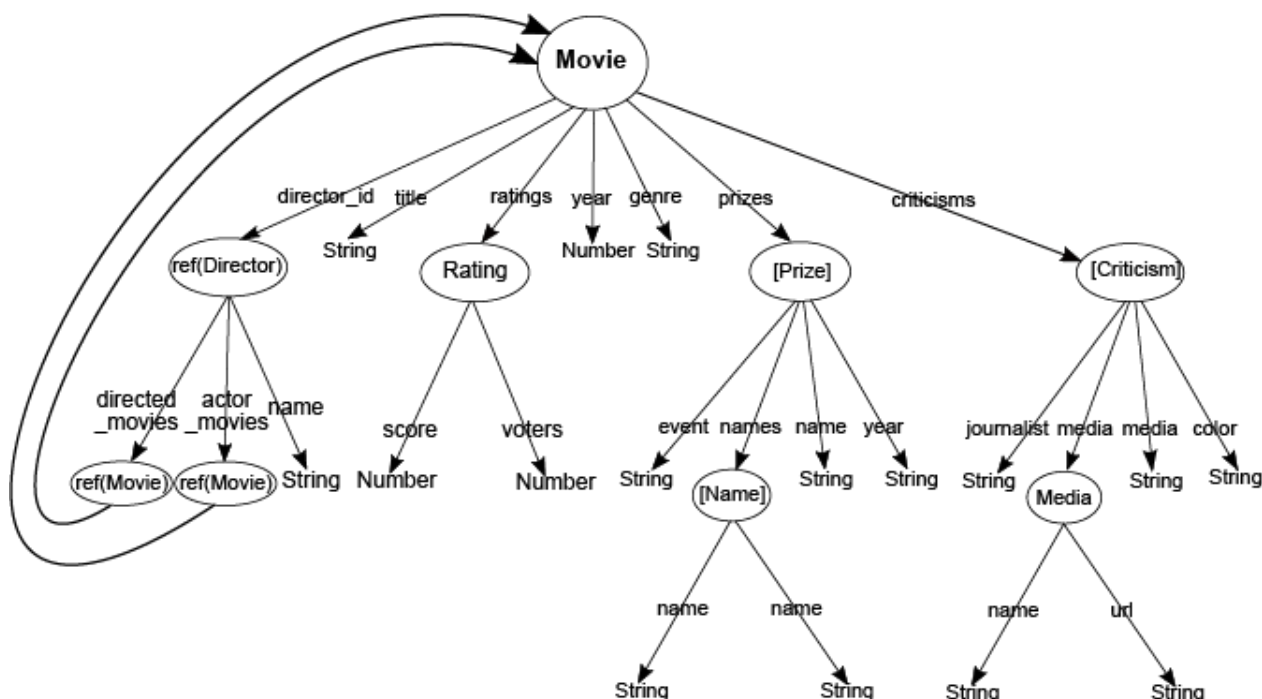 Movie
director_id title ratings year genre prizes criticisms
String Number String
ref(Director) Rating [Prize] [Criticism]
directed actor name
_movies _movies
score voters event names name year journalist media media color
ref(Movie) ref(Movie) String Number Number String String String String String String
[Name] Media
name name name url
String String String String